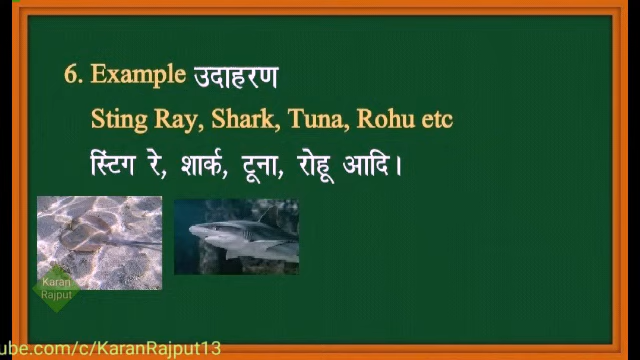 6. Example उदाहरण
Sting Ray, Shark, Tuna, Rohu etc
स्टिंग रे, शार्क, टूना, रोहू आदि।
Karan
Rajput
ube.com/c/KaranRajput13